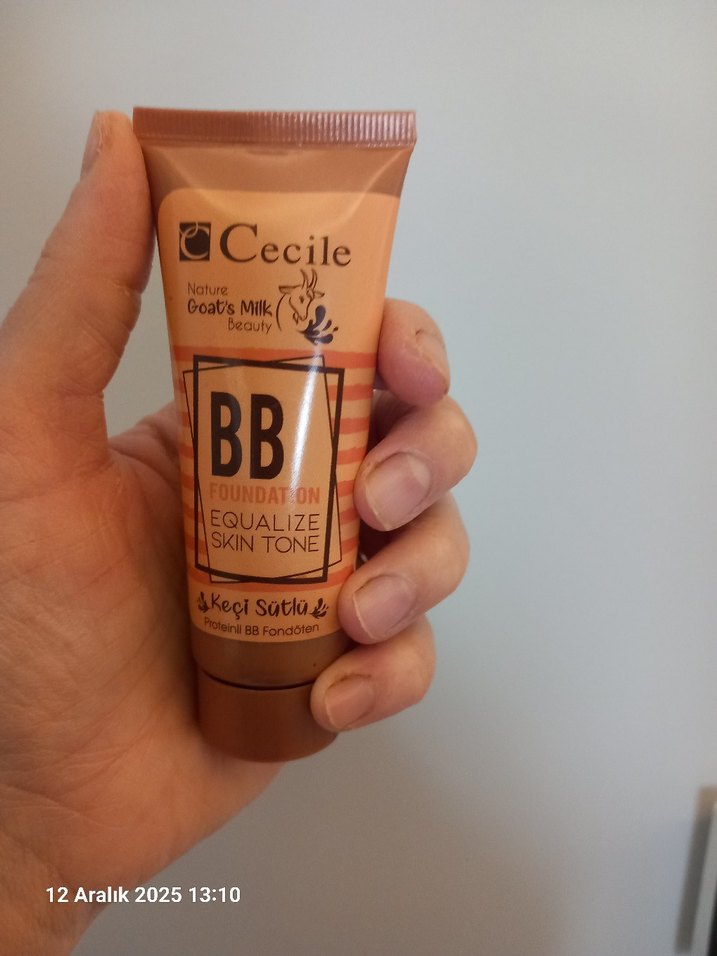 Cecile
Nature
Goat's Milk
Beauty
BB
FOUNDATION
EQUALIZE
SKIN TONE
Keçi Sütlü
Proteinli BB Fondöten
12 Aralık 2025 13:10